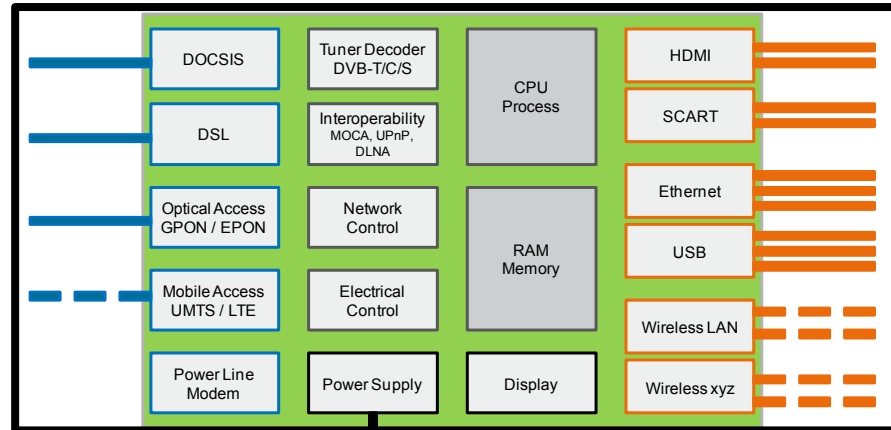 DOCSIS
DSL
Optical Access
GPON / EPON
Mobile Access
UMTS / LTE
Power Line
Modem
Tuner Decoder
DVB-T/C/S
Interoperability
MOCA, UPnP,
DLNA
Network
Control
Electrical
Control
Power Supply
CPU
Process
RAM
Memory
Display
HDMI
SCART
Ethernet
USB
Wireless LAN
Wireless xyz